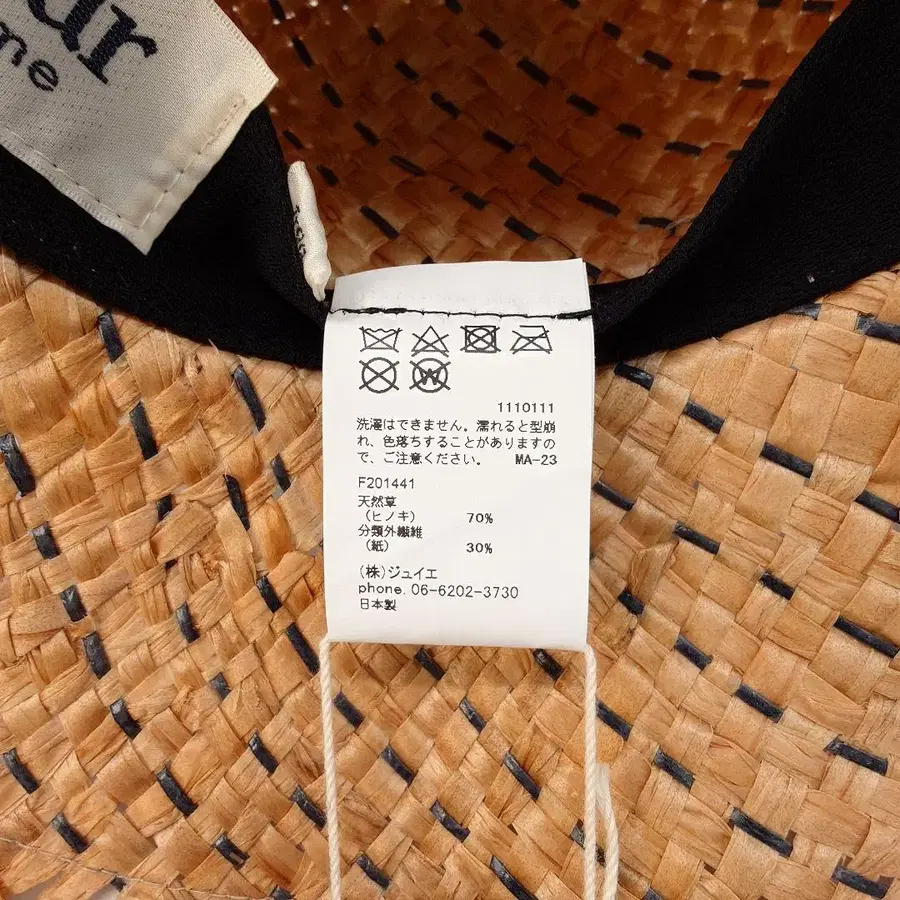 me
1110111
洗濯はできません。濡れると型崩
れ、色落ちすることがありますの
で、ご注意ください。 MA-23
F201441
天然草
（ヒノキ） 70%
分類外繊維
（紙） 30%
(株)ジュイエ
phone. 06-6202-3730
日本製